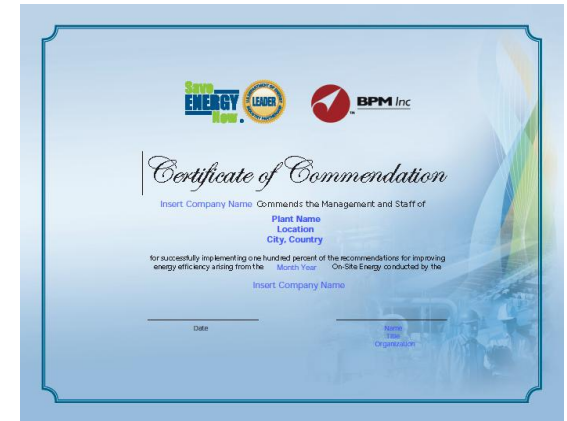 Save
ENERGY
Now.
LEADER
BPM Inc
TM
Certificate of Commendation
Insert Company Name Commends the Management and Staff of
Plant Name
Location
City, Country
for successfully implementing one hundred percent of the recommendations for improving
energy efficiency arising from the Month Year On-Site Energy conducted by the
Insert Company Name
Date
Name
Title
Organization